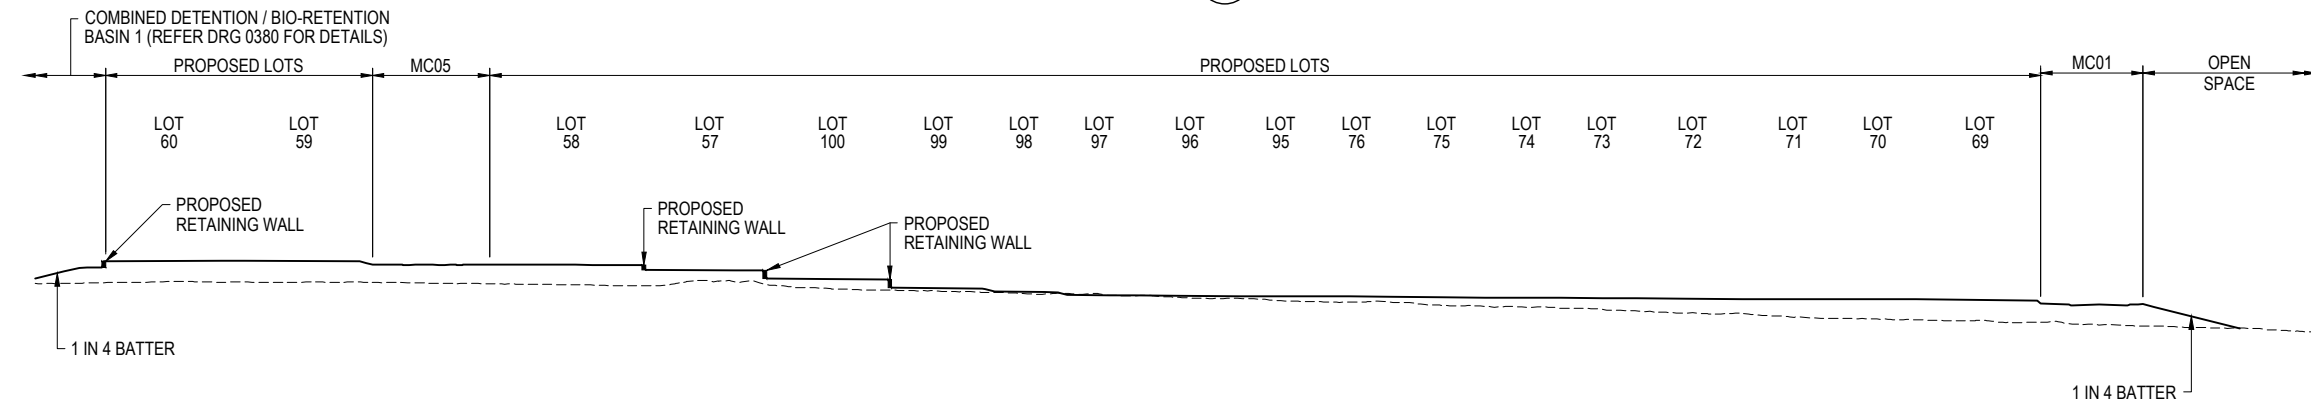 COMBINED DETENTION / BIO-RETENTION
BASIN 1 (REFER DRG 0380 FOR DETAILS)
PROPOSED LOTS
MC05
PROPOSED LOTS
MC01
OPEN
SPACE
LOT
60
LOT
59
LOT
58
LOT
57
LOT
100
LOT
99
LOT
98
LOT
97
LOT
96
LOT
95
LOT
76
LOT
75
LOT
74
LOT
73
LOT
72
LOT
71
LOT
70
LOT
69
PROPOSED
RETAINING WALL
PROPOSED
RETAINING WALL
PROPOSED
RETAINING WALL
1 IN 4 BATTER
1 IN 4 BATTER